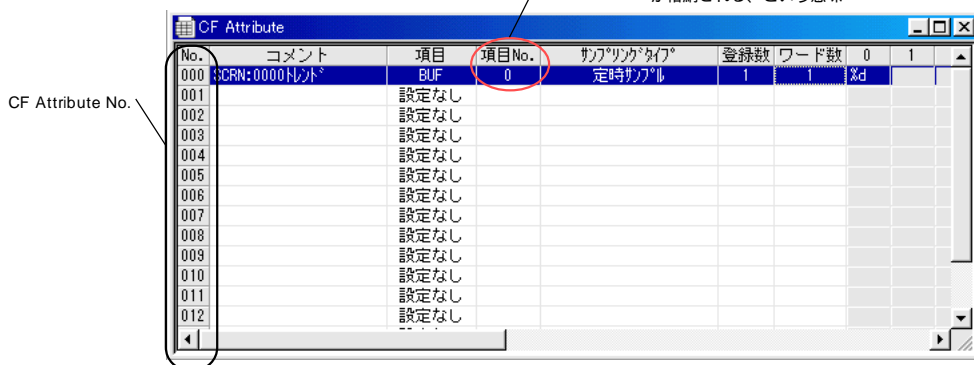 CF Attribute
No. コメント 項目 項目No. ｻﾝﾌﾟﾘﾝｸﾞﾀｲﾌﾟ 登録数 ワード数 0 1
000 SCRN:0000ﾄﾚﾝﾄﾞ BUF 0 定時ｻﾝﾌﾟﾙ 1 1 %d
001 設定なし
002 設定なし
003 設定なし
004 設定なし
005 設定なし
006 設定なし
007 設定なし
008 設定なし
009 設定なし
010 設定なし
011 設定なし
012 設定なし
CF Attribute No.